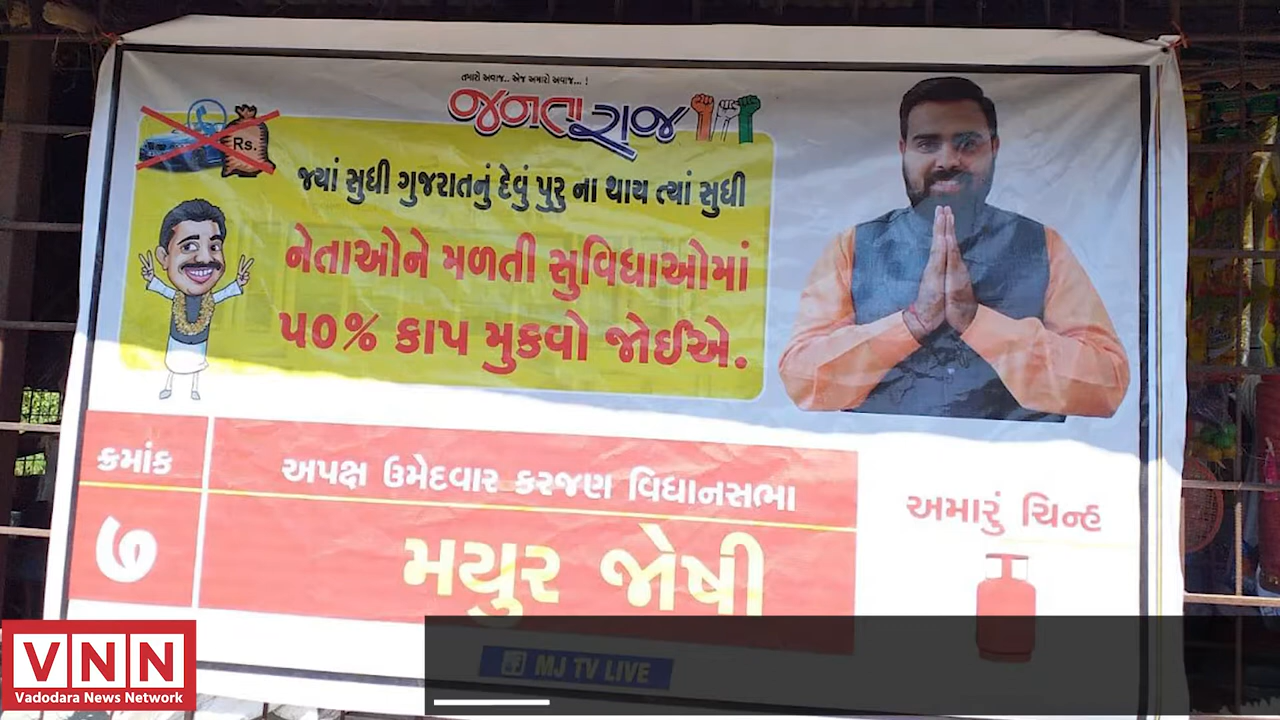 તમારો અવાજ.. એજ અમારો અવાજ... !
જનતા રાજ
Rs.
જ્યાં સુધી ગુજરાતનું દેવું પુરુ ના થાય ત્યાં સુધી
નેતાઓને મળતી સુવિધાઓમાં
૫૦% કાપ મુકવો જોઈએ.
ક્રમાંક
૭
અપક્ષ ઉમેદવાર કરજણ વિધાનસભા
મયુર જોષી
અમારું ચિન્હ
MJ TV LIVE
VNN
Vadodara News Network